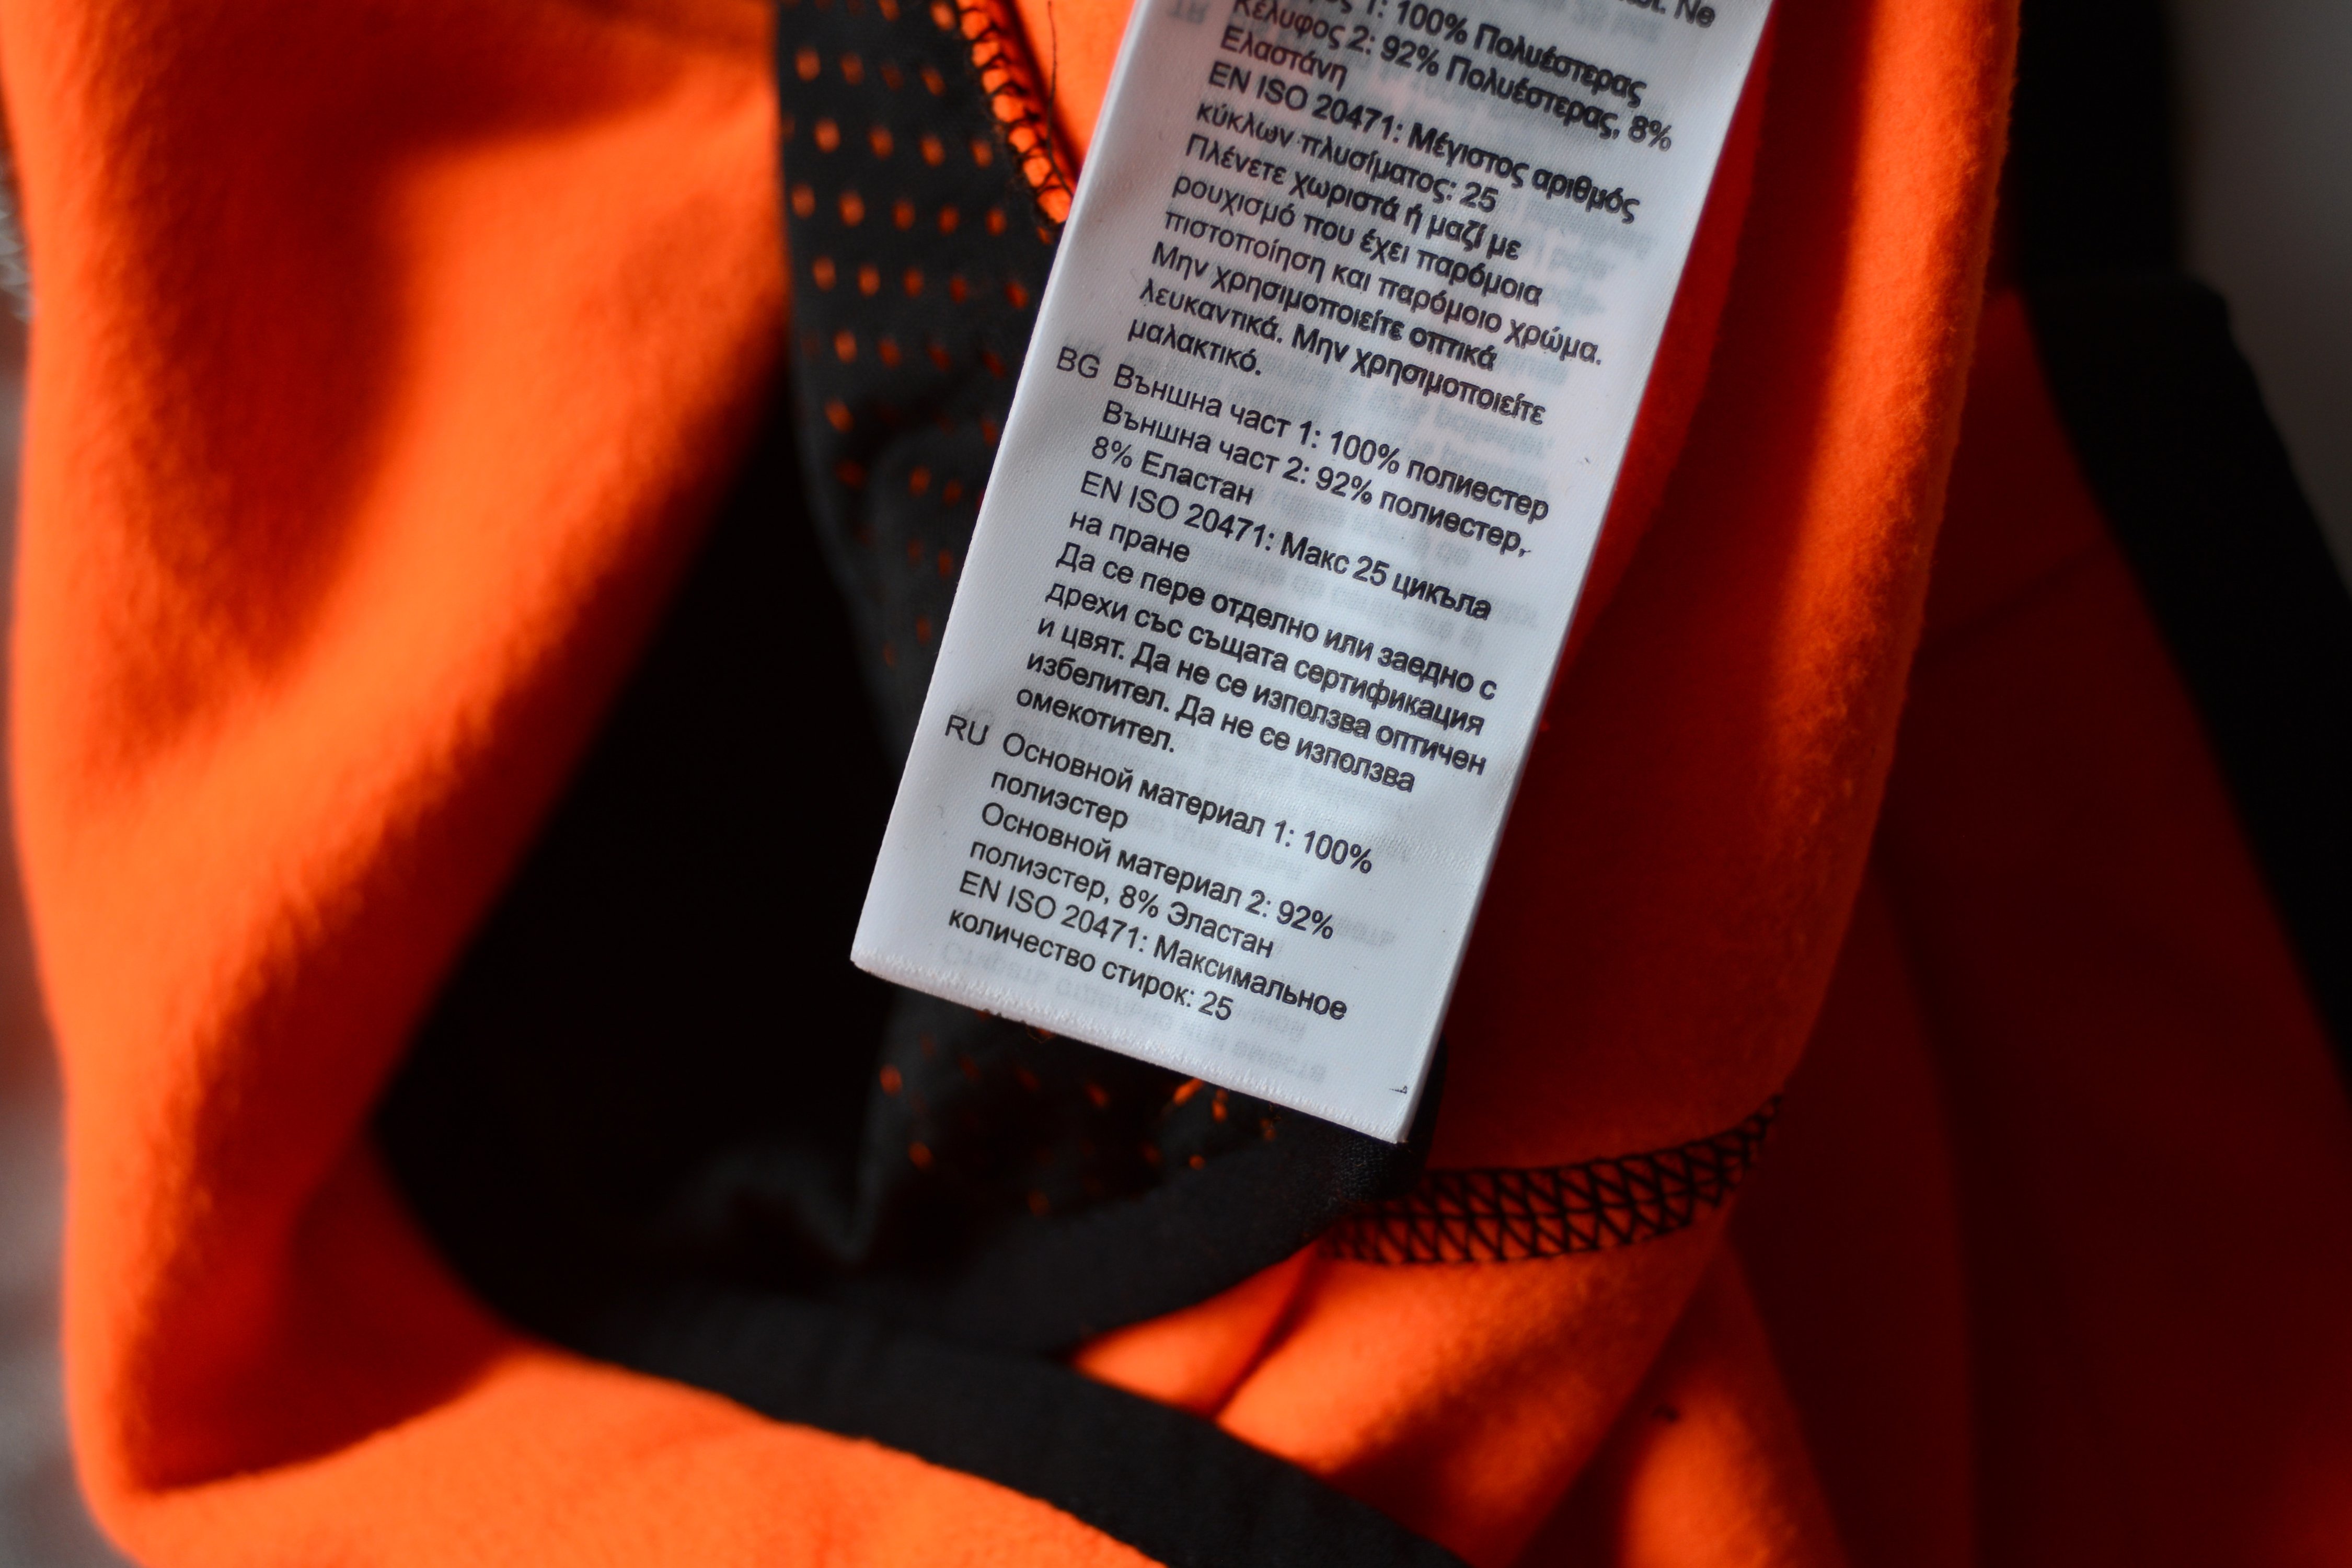 Ne
1: 100% Πολυέστερας
Κέλυφος 2: 92% Πολυέστερας, 8%
Ελαστάνη
EN ISO 20471: Μέγιστος αριθμός
κύκλων πλυσίματος: 25
Πλένετε χωριστά ή μαζί με
ρουχισμό που έχει παρόμοια
πιστοποίηση και παρόμοιο χρώμα.
Μην χρησιμοποιείτε οπτικά
λευκαντικά. Μην χρησιμοποιείτε
μαλακτικό.
BG Външна част 1: 100% полиестер
Външна част 2: 92% полиестер,
8% Еластан
EN ISO 20471: Макс 25 цикъла
на пране
Да се пере отделно или заедно с
дрехи със същата сертификация
и цвят. Да не се използва оптичен
избелител. Да не се използва
омекотител.
RU Основной материал 1: 100%
полиэстер
Основной материал 2: 92%
полиэстер, 8% Эластан
EN ISO 20471: Максимальное
количество стирок: 25